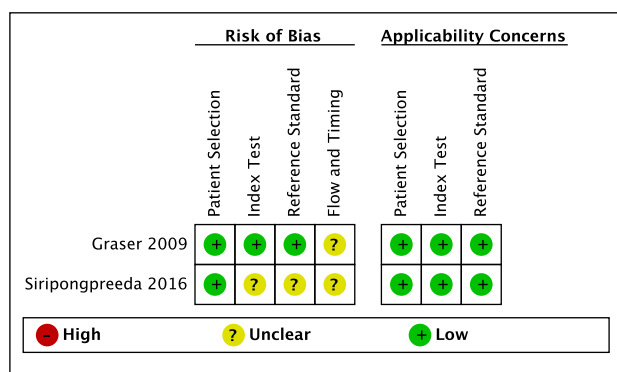 Risk of Bias
Applicability Concerns
Patient Selection
Index Test
Reference Standard
Flow and Timing
Patient Selection
Index Test
Reference Standard
Graser 2009 + + + ? + + +
Siripongpreeda 2016 + ? ? ? + + +
- High ? Unclear + Low